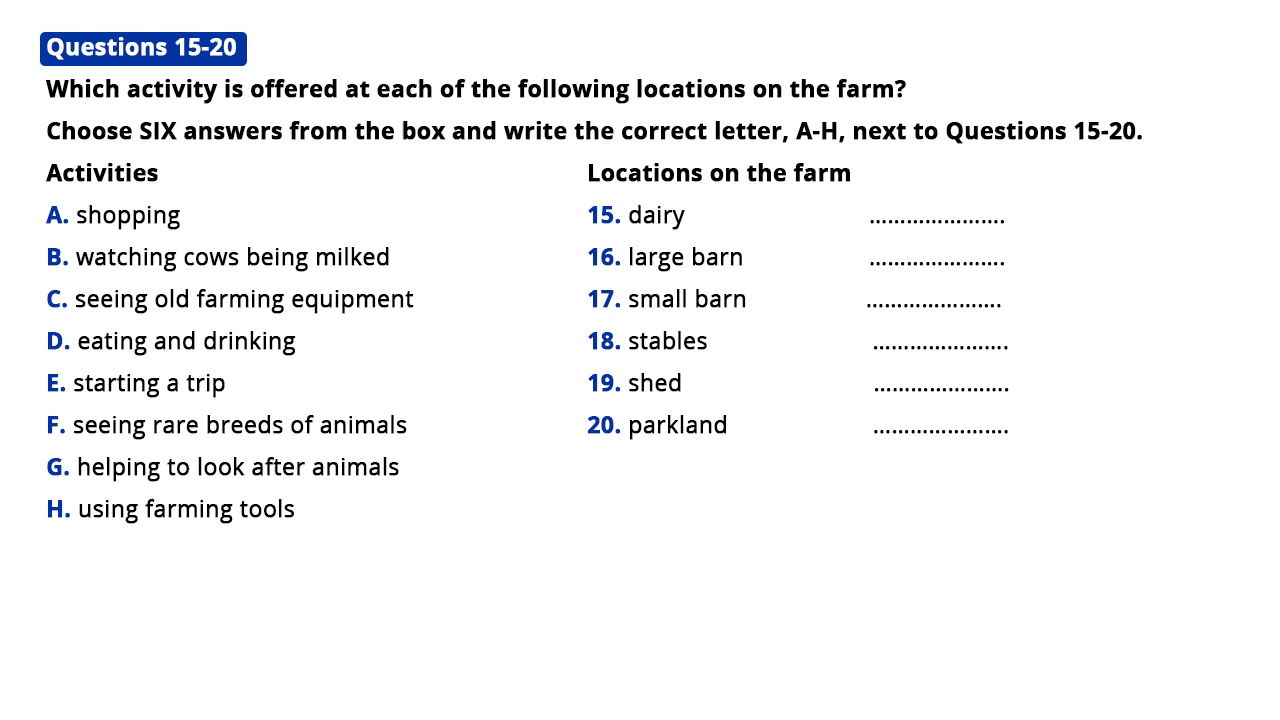 Questions 15-20
Which activity is offered at each of the following locations on the farm?
Choose SIX answers from the box and write the correct letter, A-H, next to Questions 15-20.
Activities
A. shopping
B. watching cows being milked
C. seeing old farming equipment
D. eating and drinking
E. starting a trip
F. seeing rare breeds of animals
G. helping to look after animals
H. using farming tools
Locations on the farm
15. dairy ......................
16. large barn ......................
17. small barn ......................
18. stables ......................
19. shed ......................
20. parkland ......................